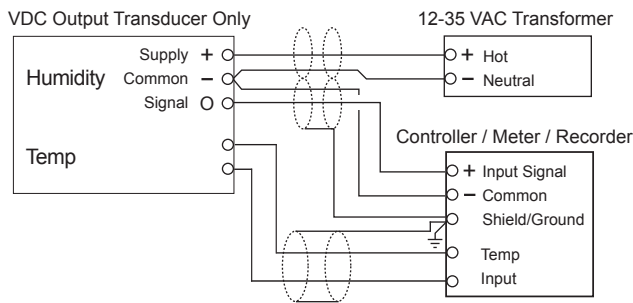 VDC Output Transducer Only
12-35 VAC Transformer
Humidity
Supply +
Common −
Signal O
Temp
+ Hot
− Neutral
Controller / Meter / Recorder
+ Input Signal
− Common
Shield/Ground
Temp
Input